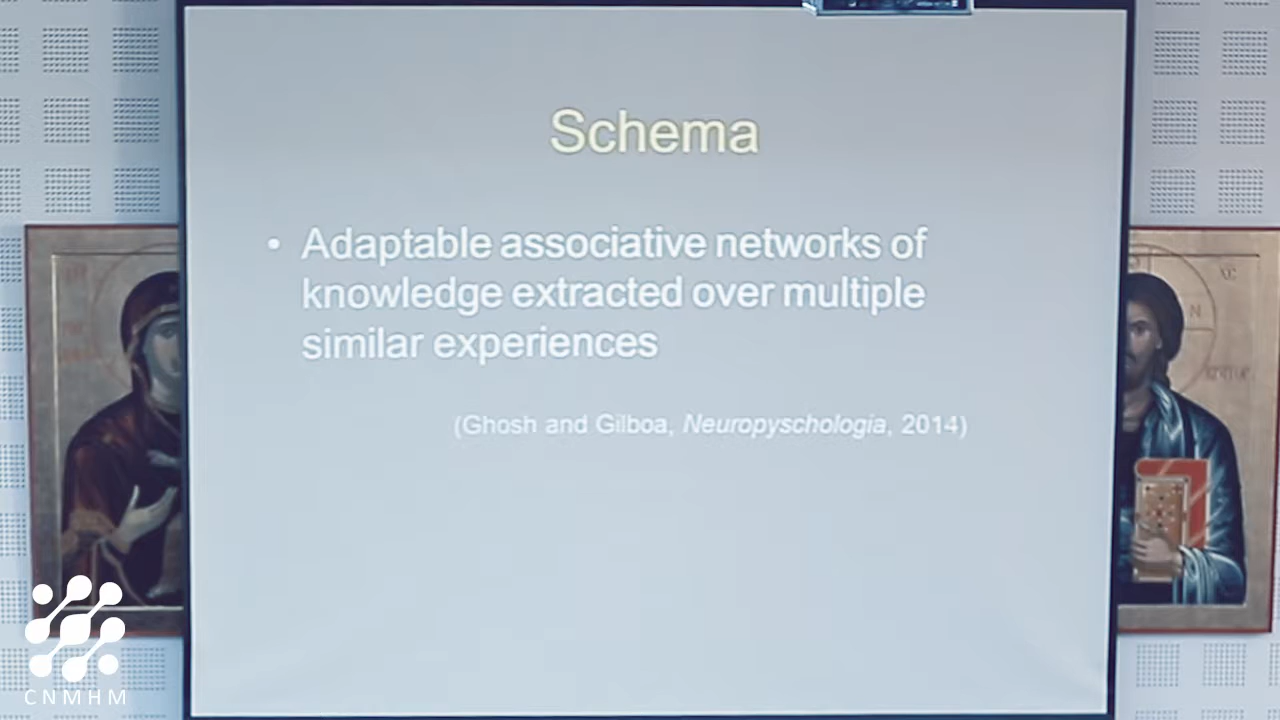 Schema
• Adaptable associative networks of
knowledge extracted over multiple
similar experiences
(Ghosh and Gilboa, Neuropyschologia, 2014)
CNMHM